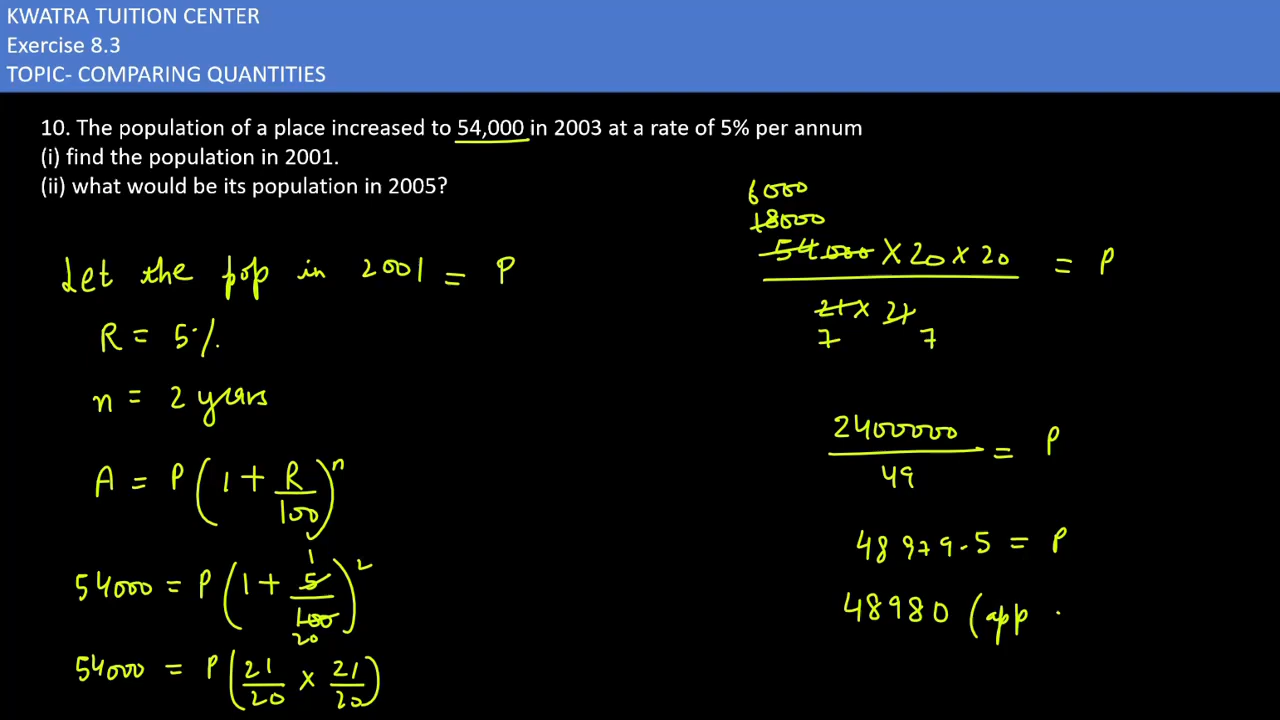 KWATRA TUITION CENTER
Exercise 8.3
TOPIC- COMPARING QUANTITIES
10. The population of a place increased to 54,000 in 2003 at a rate of 5% per annum
(i) find the population in 2001.
(ii) what would be its population in 2005?
Let the pop in 2001 = P
R = 5%
n = 2 years
A = P(1 + R/100)^n
1
54000 = P(1 + 5/100)^2
20
54000 = P(21/20 × 21/20)
6000
18000
54000 × 20 × 20 = P
21 × 21
7 7
2400000 = P
49
48979.5 = P
48980 (app